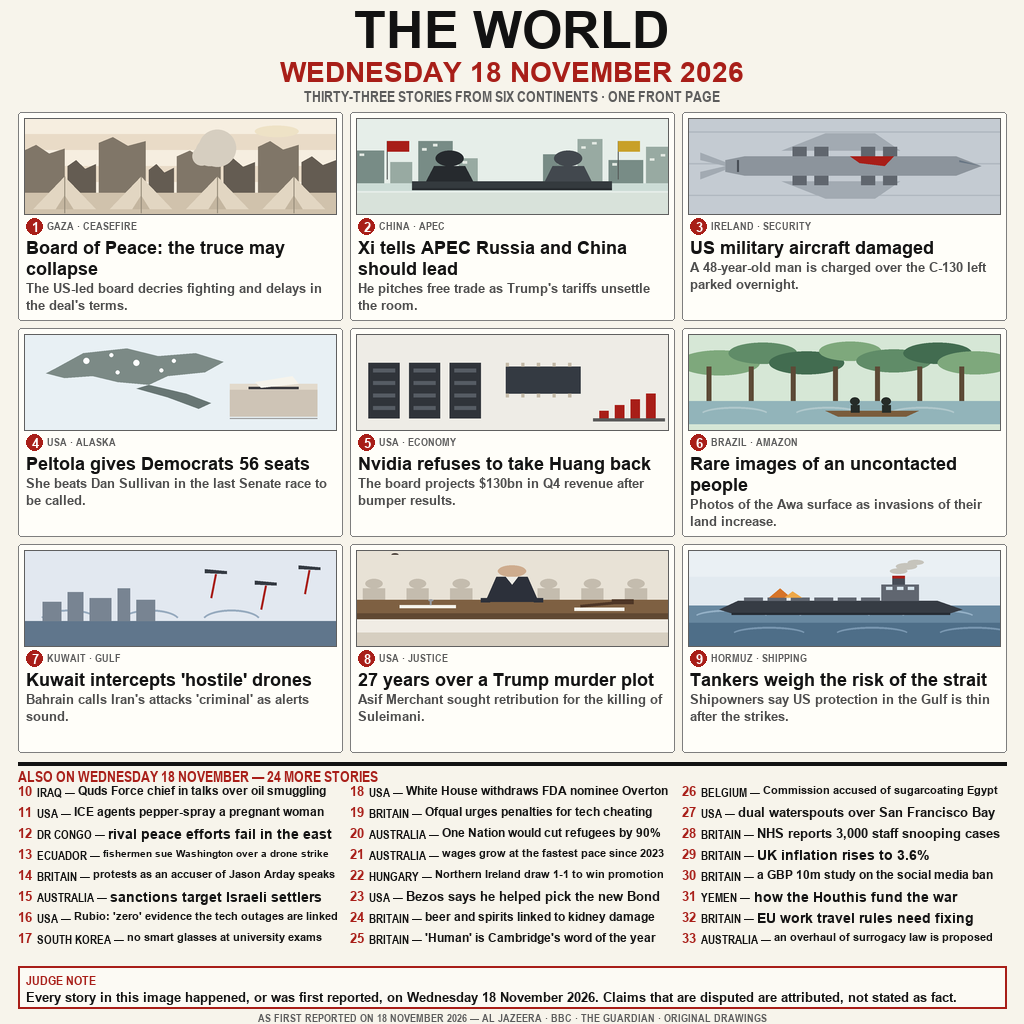 THE WORLD
WEDNESDAY 18 NOVEMBER 2026
THIRTY-THREE STORIES FROM SIX CONTINENTS · ONE FRONT PAGE
1 GAZA · CEASEFIRE
Board of Peace: the truce may
collapse
The US-led board decries fighting and delays in
the deal's terms.
2 CHINA · APEC
Xi tells APEC Russia and China
should lead
He pitches free trade as Trump's tariffs unsettle
the room.
3 IRELAND · SECURITY
US military aircraft damaged
A 48-year-old man is charged over the C-130 left
parked overnight.
4 USA · ALASKA
Peltola gives Democrats 56 seats
She beats Dan Sullivan in the last Senate race to
be called.
5 USA · ECONOMY
Nvidia refuses to take Huang back
The board projects $130bn in Q4 revenue after
bumper results.
6 BRAZIL · AMAZON
Rare images of an uncontacted
people
Photos of the Awa surface as invasions of their
land increase.
7 KUWAIT · GULF
Kuwait intercepts 'hostile' drones
Bahrain calls Iran's attacks 'criminal' as alerts
sound.
8 USA · JUSTICE
27 years over a Trump murder plot
Asif Merchant sought retribution for the killing of
Suleimani.
9 HORMUZ · SHIPPING
Tankers weigh the risk of the strait
Shipowners say US protection in the Gulf is thin
after the strikes.
ALSO ON WEDNESDAY 18 NOVEMBER — 24 MORE STORIES
10 IRAQ — Quds Force chief in talks over oil smuggling
11 USA — ICE agents pepper-spray a pregnant woman
12 DR CONGO — rival peace efforts fail in the east
13 ECUADOR — fishermen sue Washington over a drone strike
14 BRITAIN — protests as an accuser of Jason Arday speaks
15 AUSTRALIA — sanctions target Israeli settlers
16 USA — Rubio: 'zero' evidence the tech outages are linked
17 SOUTH KOREA — no smart glasses at university exams
18 USA — White House withdraws FDA nominee Overton
19 BRITAIN — Ofqual urges penalties for tech cheating
20 AUSTRALIA — One Nation would cut refugees by 90%
21 AUSTRALIA — wages grow at the fastest pace since 2023
22 HUNGARY — Northern Ireland draw 1-1 to win promotion
23 USA — Bezos says he helped pick the new Bond
24 BRITAIN — beer and spirits linked to kidney damage
25 BRITAIN — 'Human' is Cambridge's word of the year
26 BELGIUM — Commission accused of sugarcoating Egypt
27 USA — dual waterspouts over San Francisco Bay
28 BRITAIN — NHS reports 3,000 staff snooping cases
29 BRITAIN — UK inflation rises to 3.6%
30 BRITAIN — a GBP 10m study on the social media ban
31 YEMEN — how the Houthis fund the war
32 BRITAIN — EU work travel rules need fixing
33 AUSTRALIA — an overhaul of surrogacy law is proposed
JUDGE NOTE
Every story in this image happened, or was first reported, on Wednesday 18 November 2026. Claims that are disputed are attributed, not stated as fact.
AS FIRST REPORTED ON 18 NOVEMBER 2026 — AL JAZEERA · BBC · THE GUARDIAN · ORIGINAL DRAWINGS